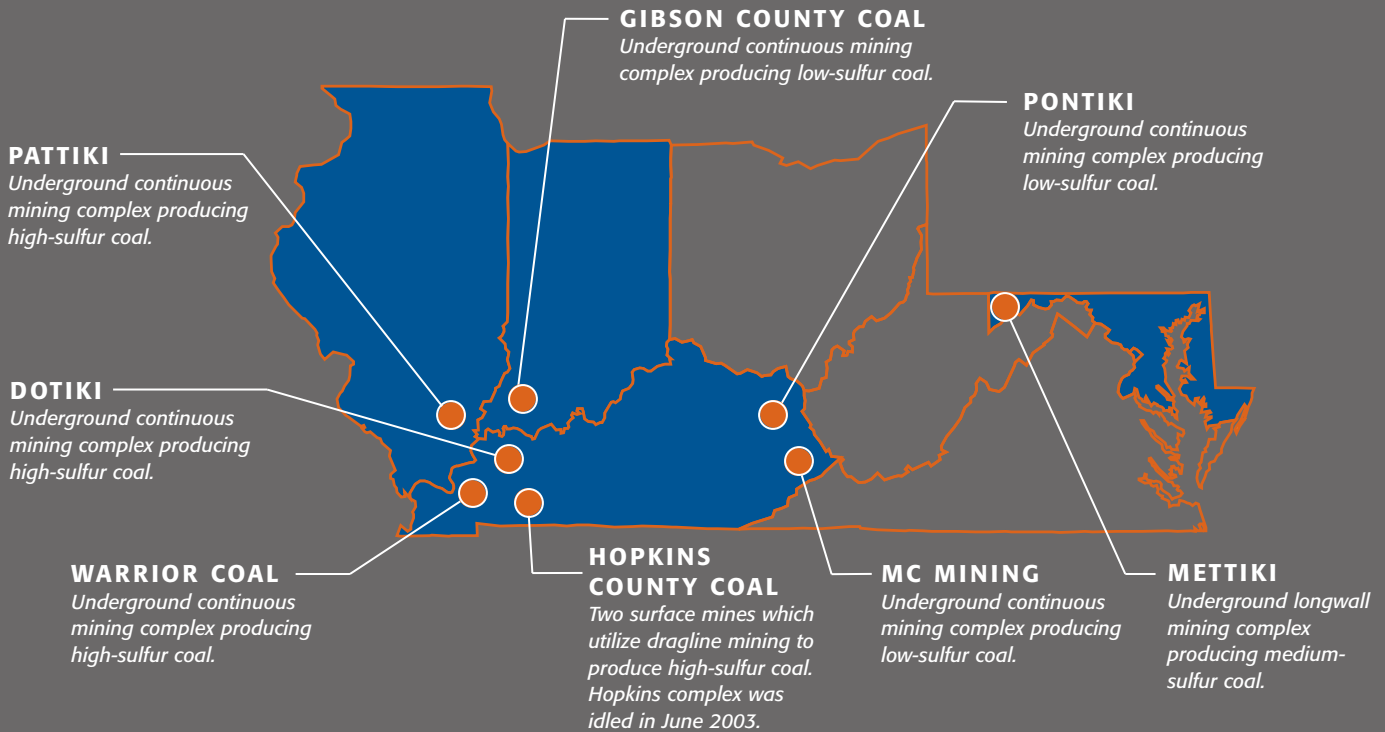 GIBSON COUNTY COAL
Underground continuous mining
complex producing low-sulfur coal.
PONTIKI
Underground continuous
mining complex producing
low-sulfur coal.
PATTIKI
Underground continuous
mining complex producing
high-sulfur coal.
DOTIKI
Underground continuous
mining complex producing
high-sulfur coal.
WARRIOR COAL
Underground continuous
mining complex producing
high-sulfur coal.
HOPKINS
COUNTY COAL
Two surface mines which
utilize dragline mining to
produce high-sulfur coal.
Hopkins complex was
idled in June 2003.
MC MINING
Underground continuous
mining complex producing
low-sulfur coal.
METTIKI
Underground longwall
mining complex
producing medium-
sulfur coal.